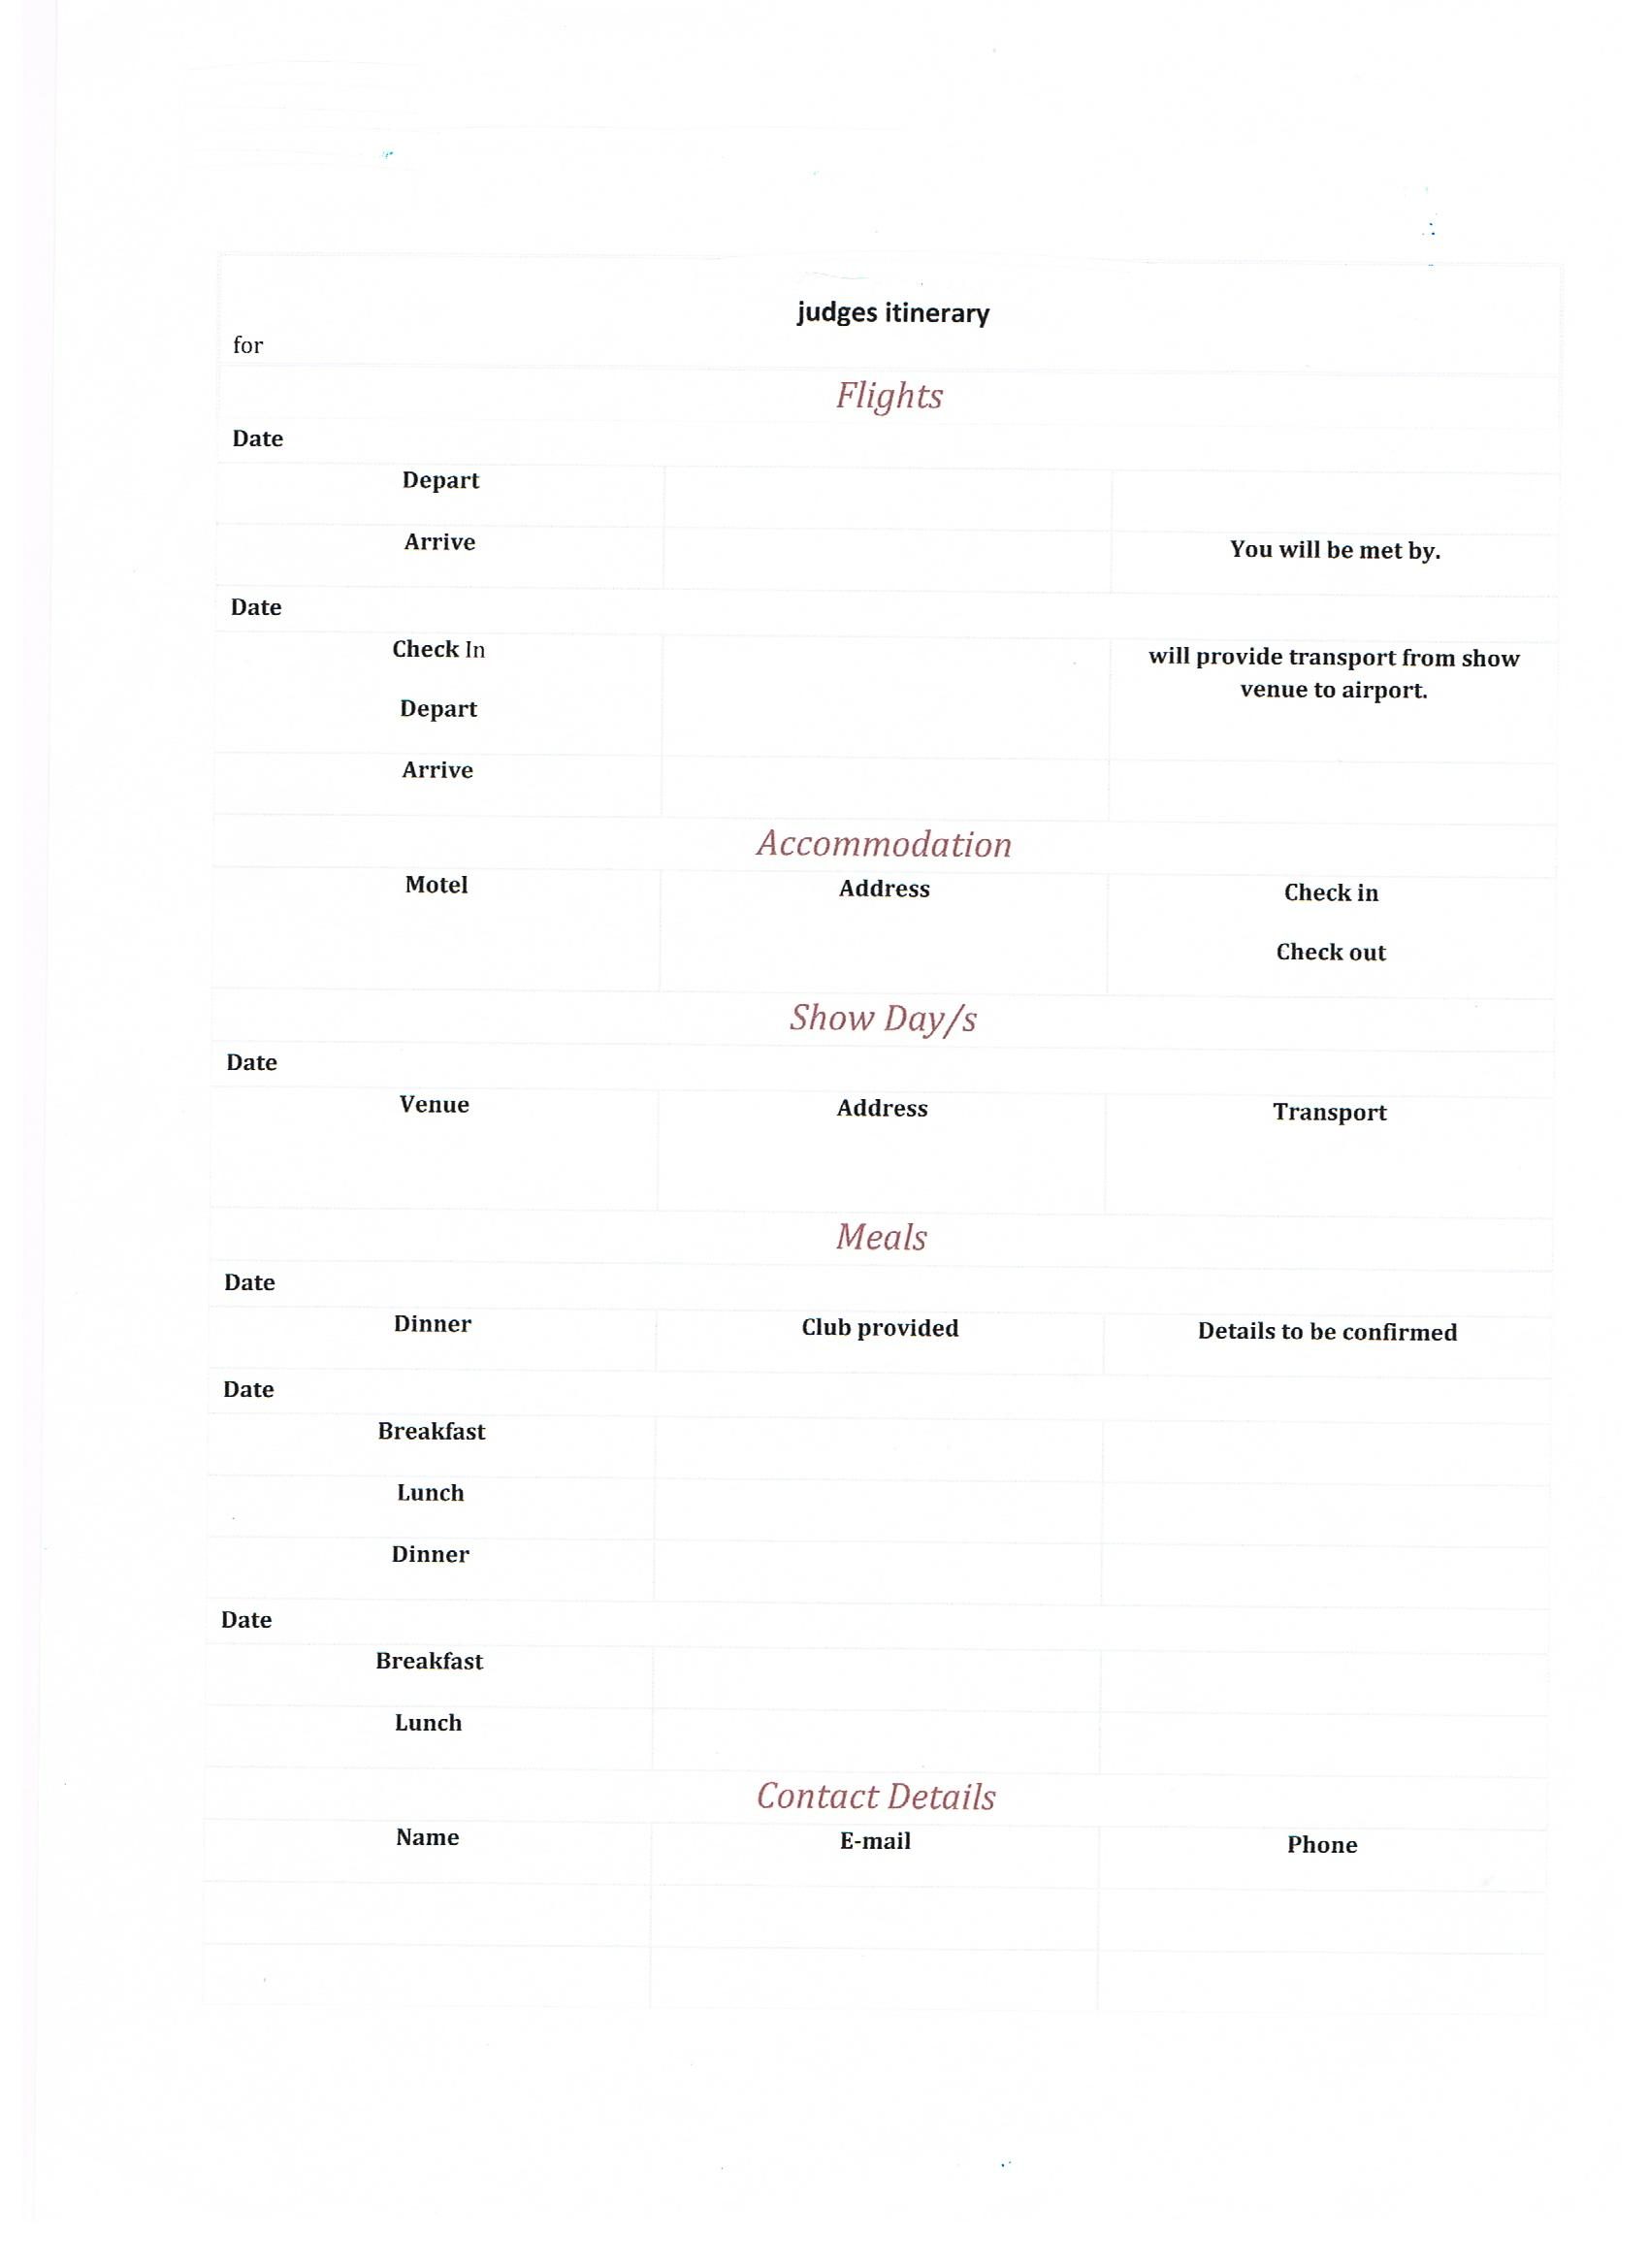 judges itinerary
for
Flights
Date
Depart
Arrive You will be met by.
Date
Check In will provide transport from show
venue to airport.
Depart
Arrive
Accommodation
Motel Address Check in
Check out
Show Day/s
Date
Venue Address Transport
Meals
Date
Dinner Club provided Details to be confirmed
Date
Breakfast
Lunch
Dinner
Date
Breakfast
Lunch
Contact Details
Name E-mail Phone